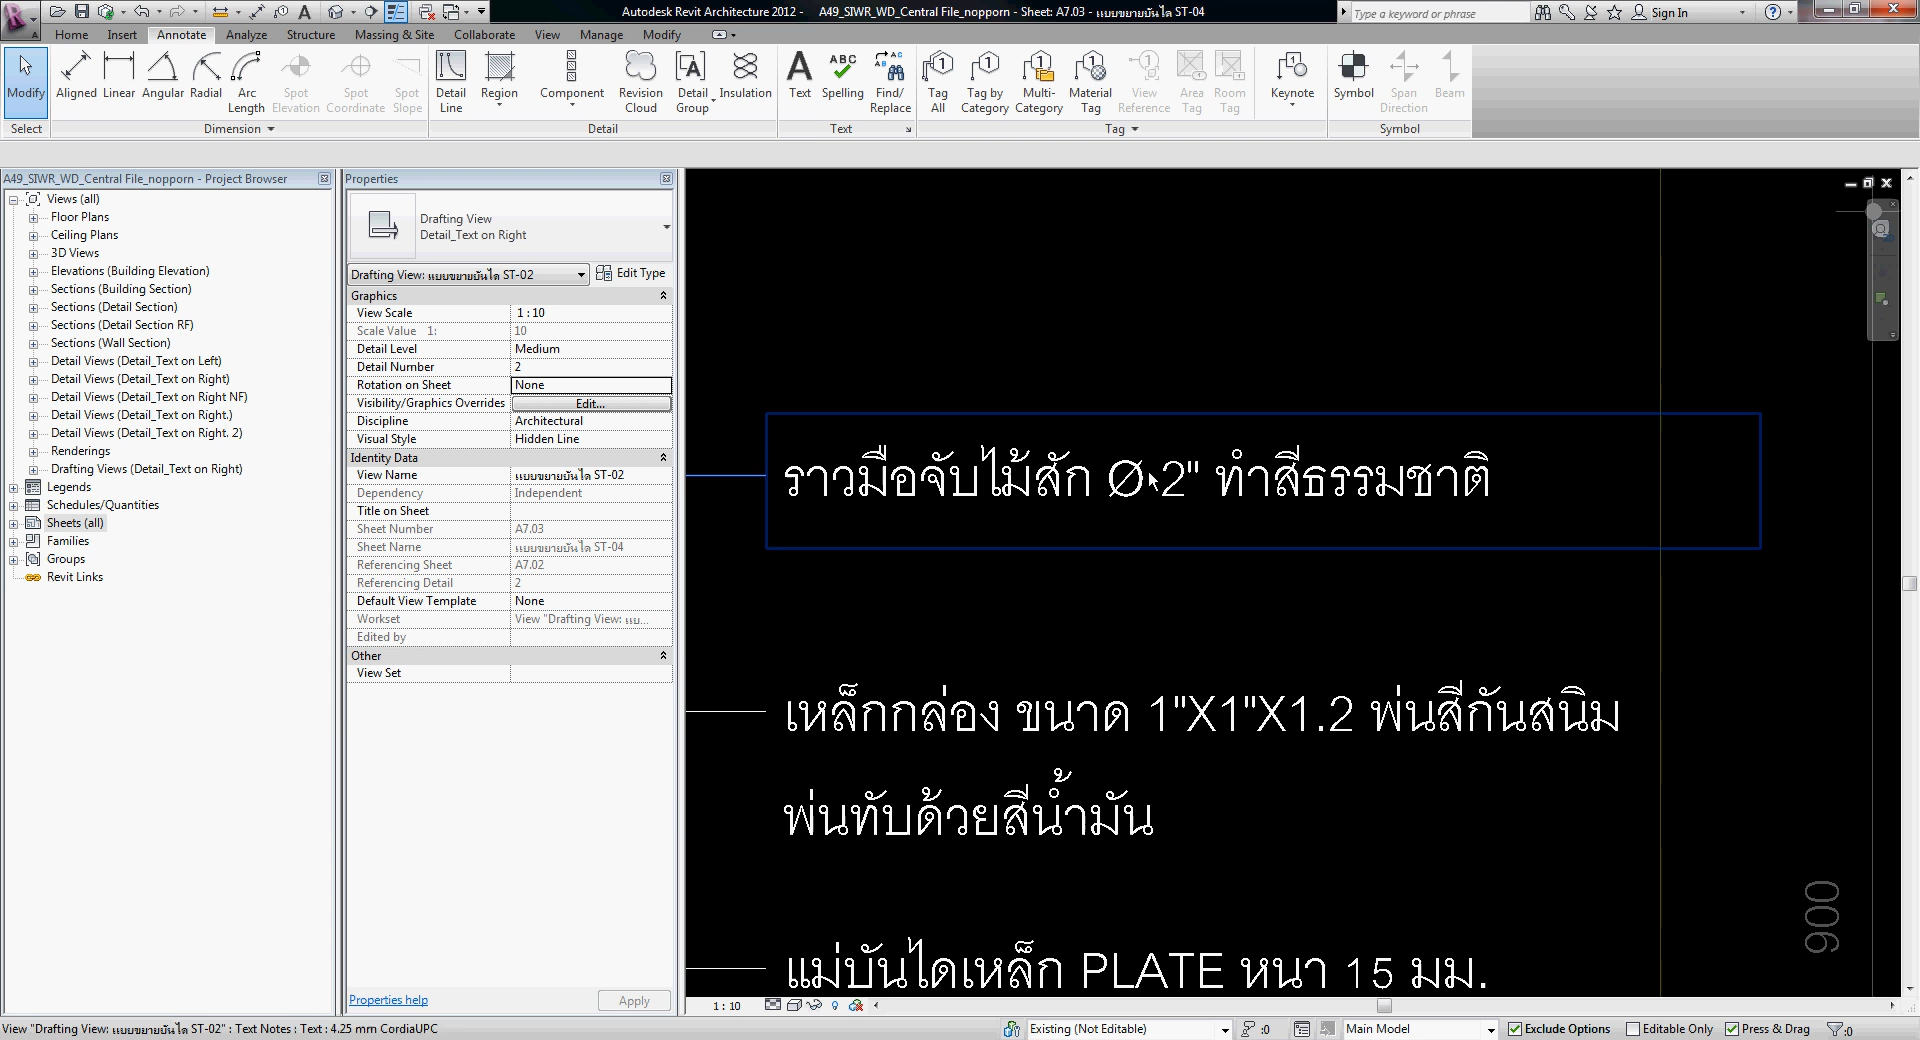 Autodesk Revit Architecture 2012 - A49_SIWR_WD_Central File_nopporn - Sheet: A7.03 - แบบขยายบันได ST-04
Type a keyword or phrase
Sign In
Home Insert Annotate Analyze Structure Massing & Site Collaborate View Manage Modify
Modify
Aligned Linear Angular Radial Arc Length Spot Elevation Spot Coordinate Spot Slope
Detail Line Region Component Revision Cloud Detail Group Insulation
Text Spelling Find/ Replace
Tag All Tag by Category Multi- Category Material Tag View Reference Area Tag Room Tag Keynote
Symbol Span Direction Beam
Select Dimension Detail Text Tag Symbol
A49_SIWR_WD_Central File_nopporn - Project Browser
Views (all)
Floor Plans
Ceiling Plans
3D Views
Elevations (Building Elevation)
Sections (Building Section)
Sections (Detail Section)
Sections (Detail Section RF)
Sections (Wall Section)
Detail Views (Detail_Text on Left)
Detail Views (Detail_Text on Right)
Detail Views (Detail_Text on Right NF)
Detail Views (Detail_Text on Right.)
Detail Views (Detail_Text on Right. 2)
Renderings
Drafting Views (Detail_Text on Right)
Legends
Schedules/Quantities
Sheets (all)
Families
Groups
Revit Links
Properties
Drafting View
Detail_Text on Right
Drafting View: แบบขยายบันได ST-02
Edit Type
Graphics
View Scale 1 : 10
Scale Value 1: 10
Detail Level Medium
Detail Number 2
Rotation on Sheet None
Visibility/Graphics Overrides Edit...
Discipline Architectural
Visual Style Hidden Line
Identity Data
View Name แบบขยายบันได ST-02
Dependency Independent
Title on Sheet
Sheet Number A7.03
Sheet Name แบบขยายบันได ST-04
Referencing Sheet A7.02
Referencing Detail 2
Default View Template None
Workset View "Drafting View: แบ...
Edited by
Other
View Set
Properties help
Apply
ราวมือจับไม้สัก Ø 2" ทำสีธรรมชาติ
เหล็กกล่อง ขนาด 1"X1"X1.2 พ่นสีกันสนิม
พ่นทับด้วยสีน้ำมัน
900
แม่บันไดเหล็ก PLATE หนา 15 มม.
1 : 10
View "Drafting View: แบบขยายบันได ST-02" : Text Notes : Text : 4.25 mm CordiaUPC
Existing (Not Editable)
:0
Main Model
Exclude Options
Editable Only
Press & Drag
:0